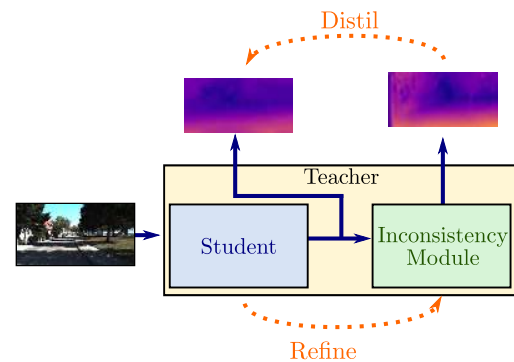 Distil
Teacher
Student
Inconsistency
Module
Refine